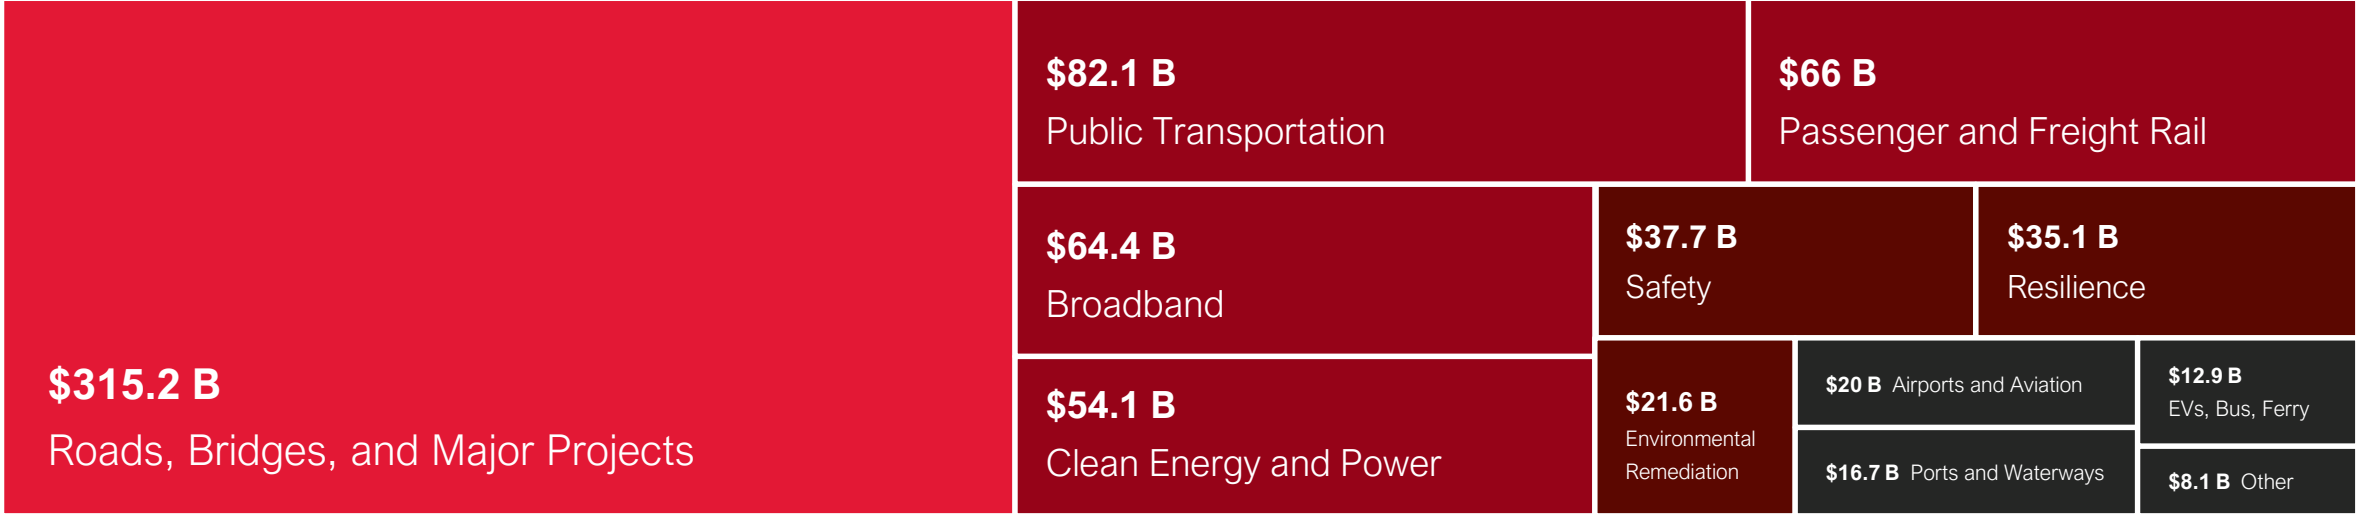 $315.2 B
Roads, Bridges, and Major Projects
$82.1 B
Public Transportation
$66 B
Passenger and Freight Rail
$64.4 B
Broadband
$54.1 B
Clean Energy and Power
$37.7 B
Safety
$35.1 B
Resilience
$21.6 B
Environmental
Remediation
$20 B Airports and Aviation
$16.7 B Ports and Waterways
$12.9 B
EVs, Bus, Ferry
$8.1 B Other